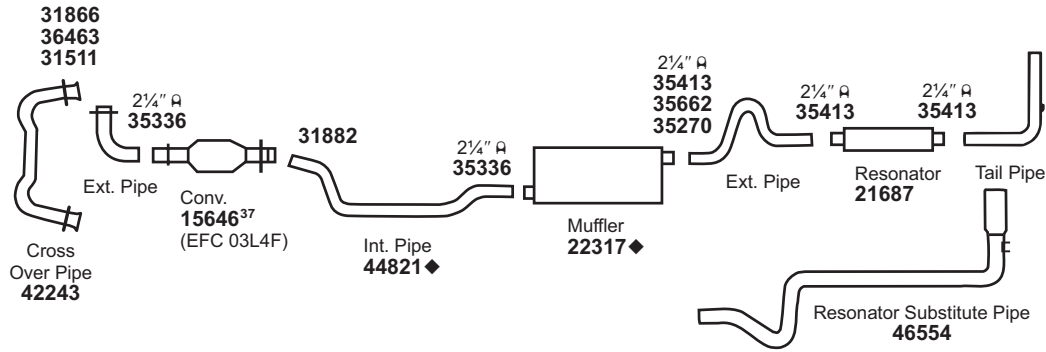 31866
36463
31511
2¼″
35336
Ext. Pipe
Cross
Over Pipe
42243
Conv.
15646³⁷
(EFC 03L4F)
31882
Int. Pipe
44821◆
2¼″
35336
Muffler
22317◆
2¼″
35413
35662
35270
Ext. Pipe
2¼″
35413
Resonator
21687
2¼″
35413
Tail Pipe
Resonator Substitute Pipe
46554